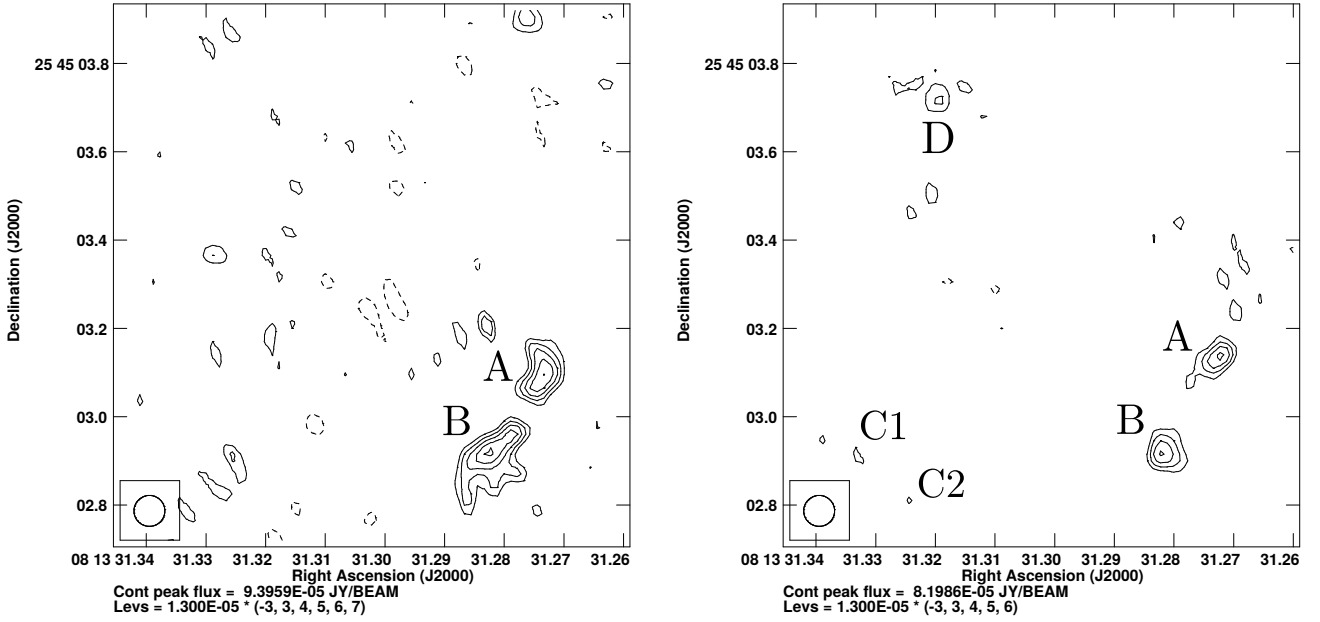 25 45 03.8
03.6
03.4
03.2
03.0
02.8
Declination (J2000)
A
B
08 13 31.34 31.33 31.32 31.31 31.30 31.29 31.28 31.27 31.26
Right Ascension (J2000)
Cont peak flux = 9.3959E-05 JY/BEAM
Levs = 1.300E-05 * (-3, 3, 4, 5, 6, 7)
25 45 03.8
03.6
03.4
03.2
03.0
02.8
Declination (J2000)
D
A
B
C1
C2
08 13 31.34 31.33 31.32 31.31 31.30 31.29 31.28 31.27 31.26
Right Ascension (J2000)
Cont peak flux = 8.1986E-05 JY/BEAM
Levs = 1.300E-05 * (-3, 3, 4, 5, 6)